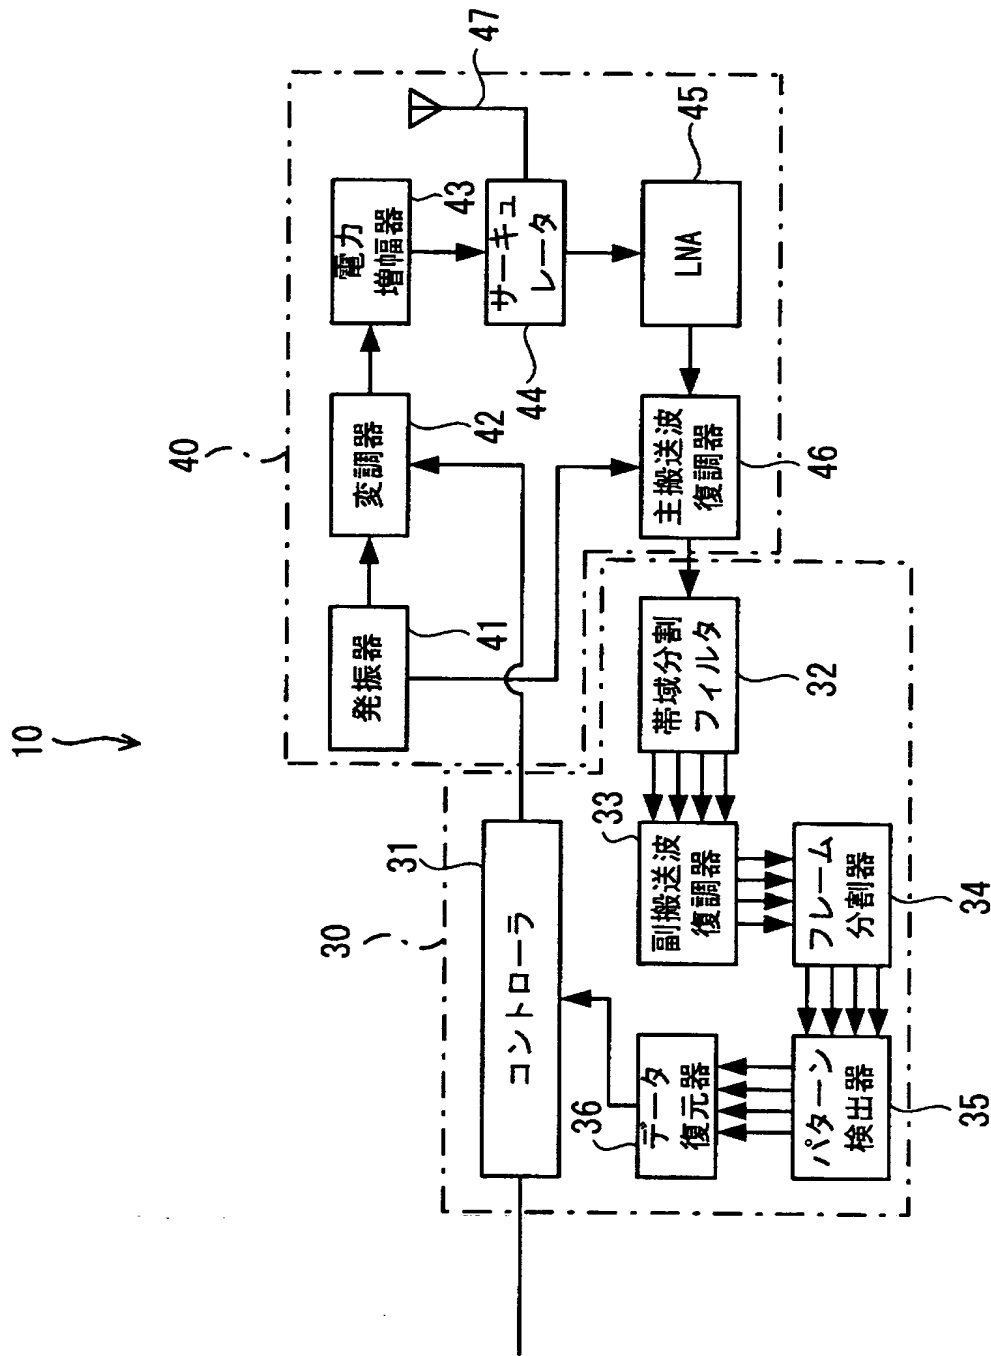 10
30
31
コントローラ
36
データ
復元器
パターン
検出器
35
33
副搬送波
復調器
フレーム
分割器
34
帯域分割
フィルタ
32
40
発振器
41
変調器
42
電力
増幅器
43
サーキュ
レータ
44
47
LNA
45
主搬送波
復調器
46